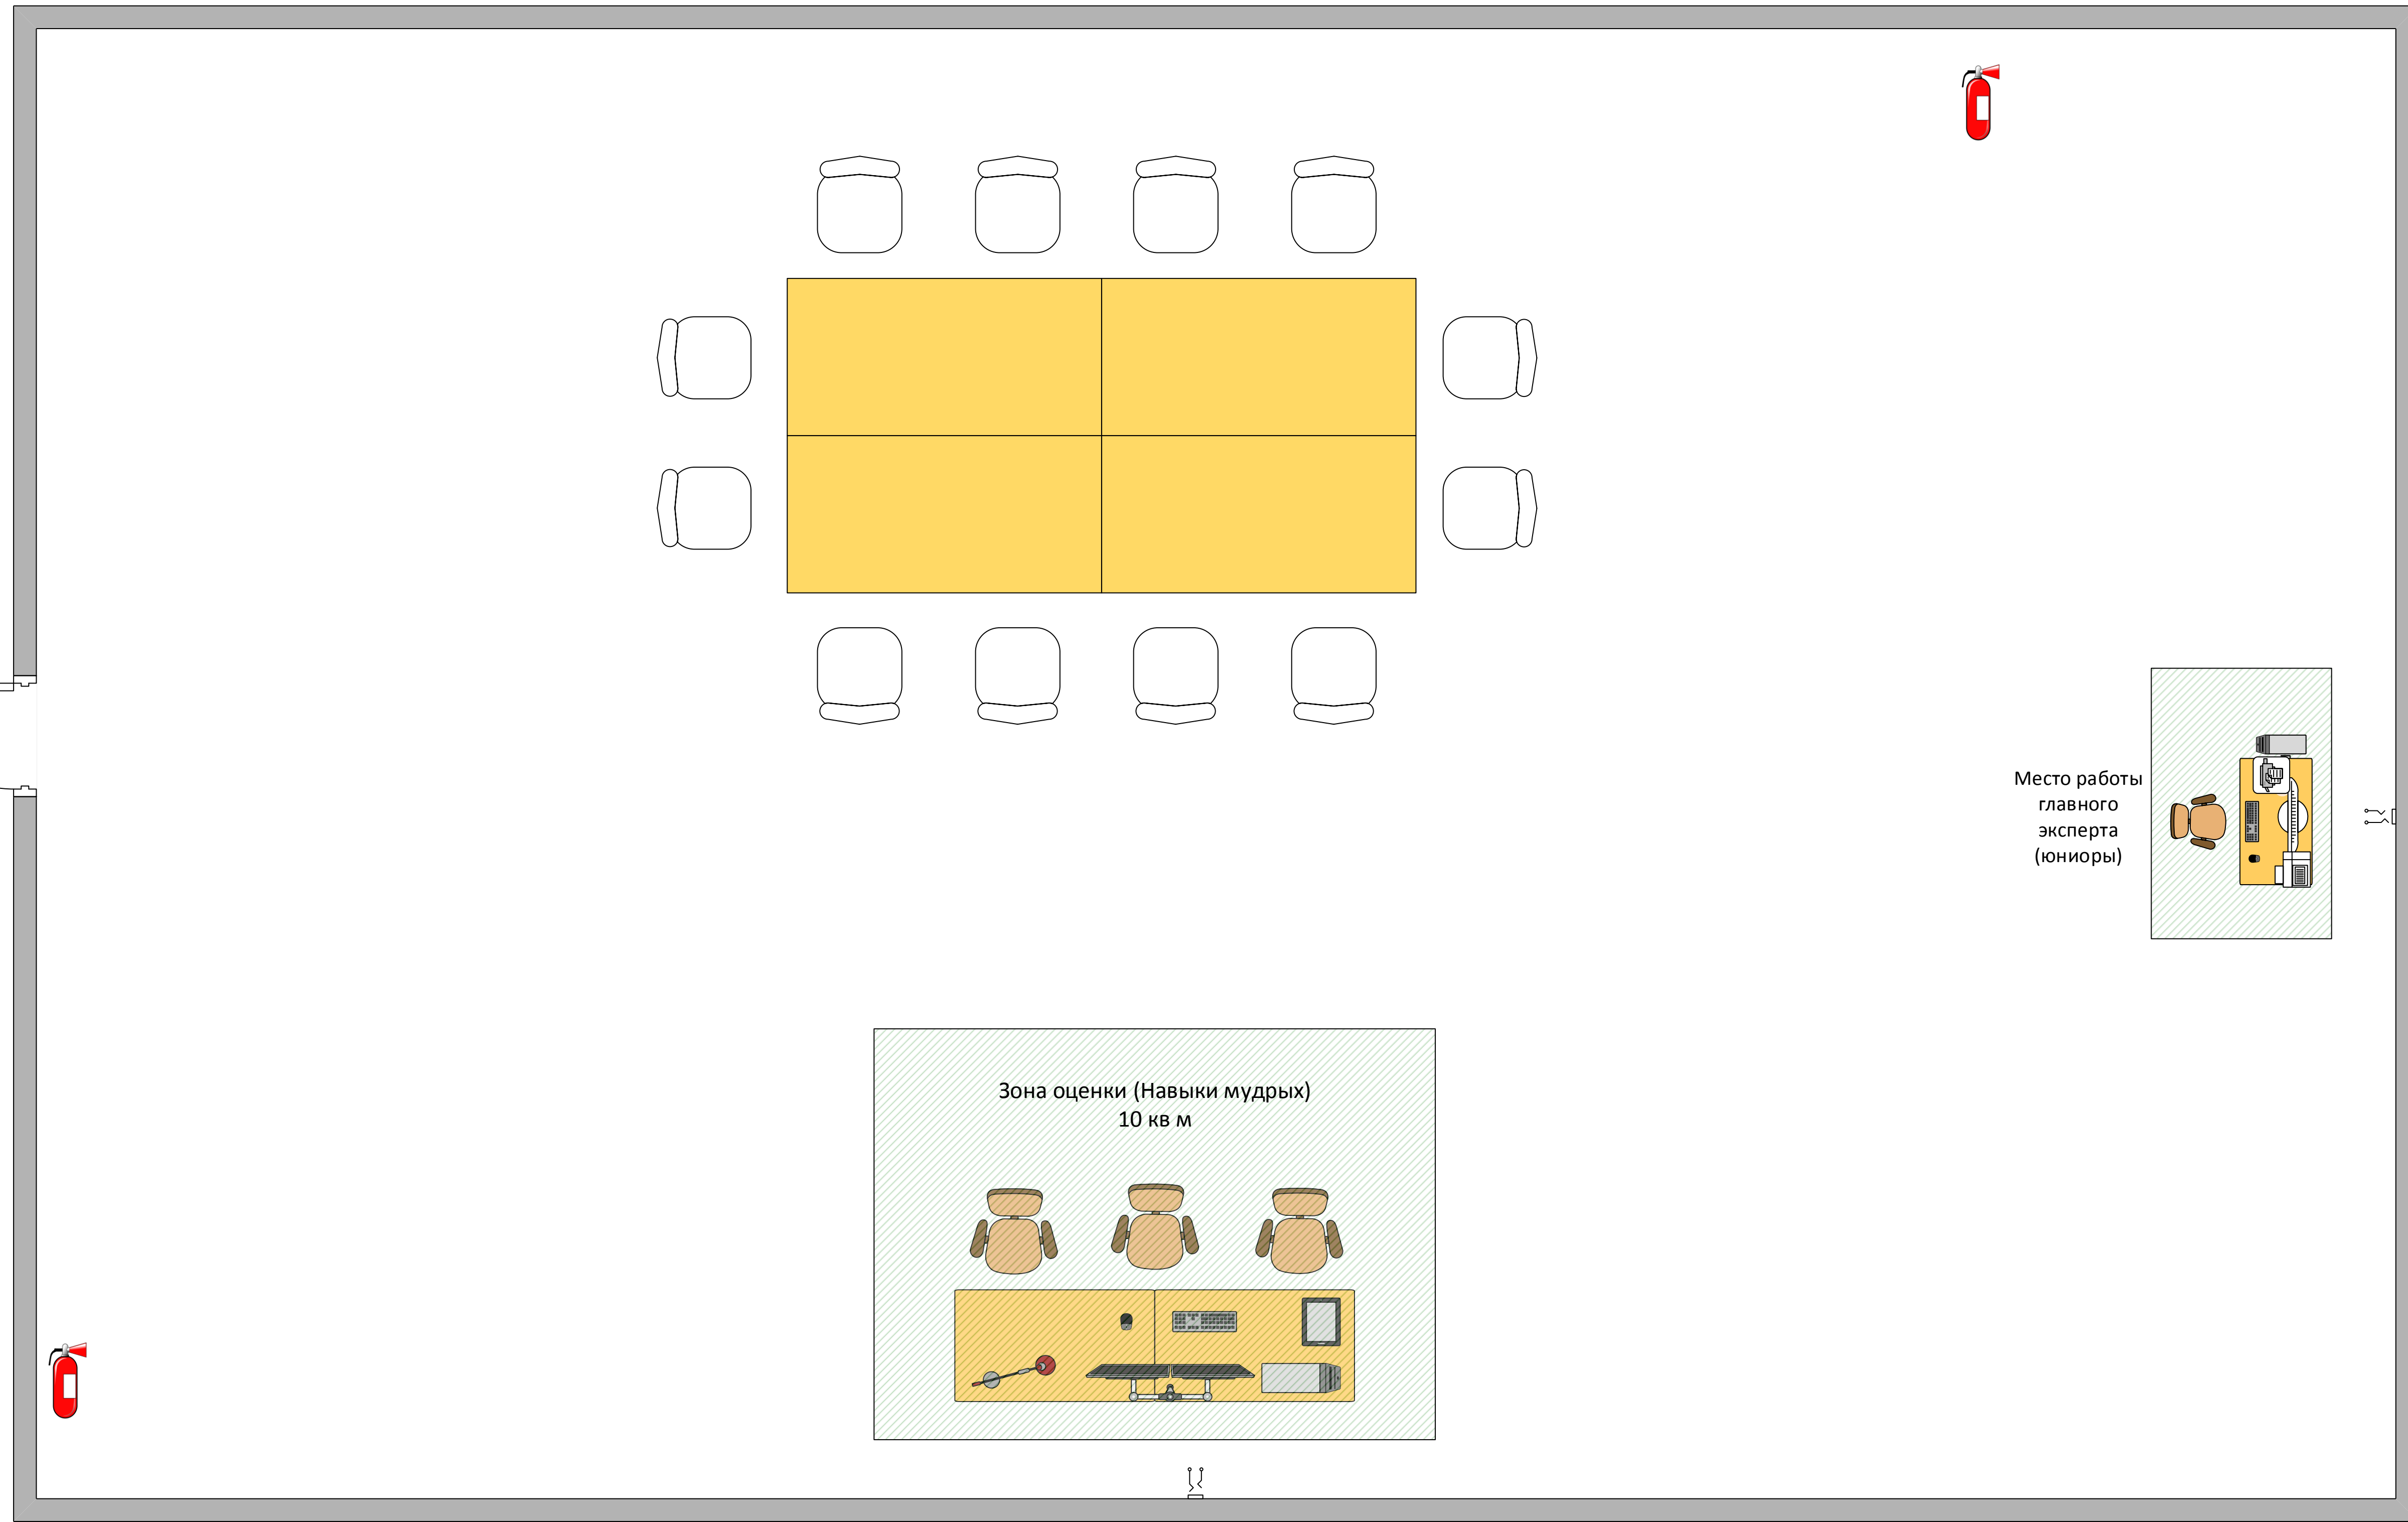 Место работы
главного
эксперта
(юниоры)
Зона оценки (Навыки мудрых)
10 кв м